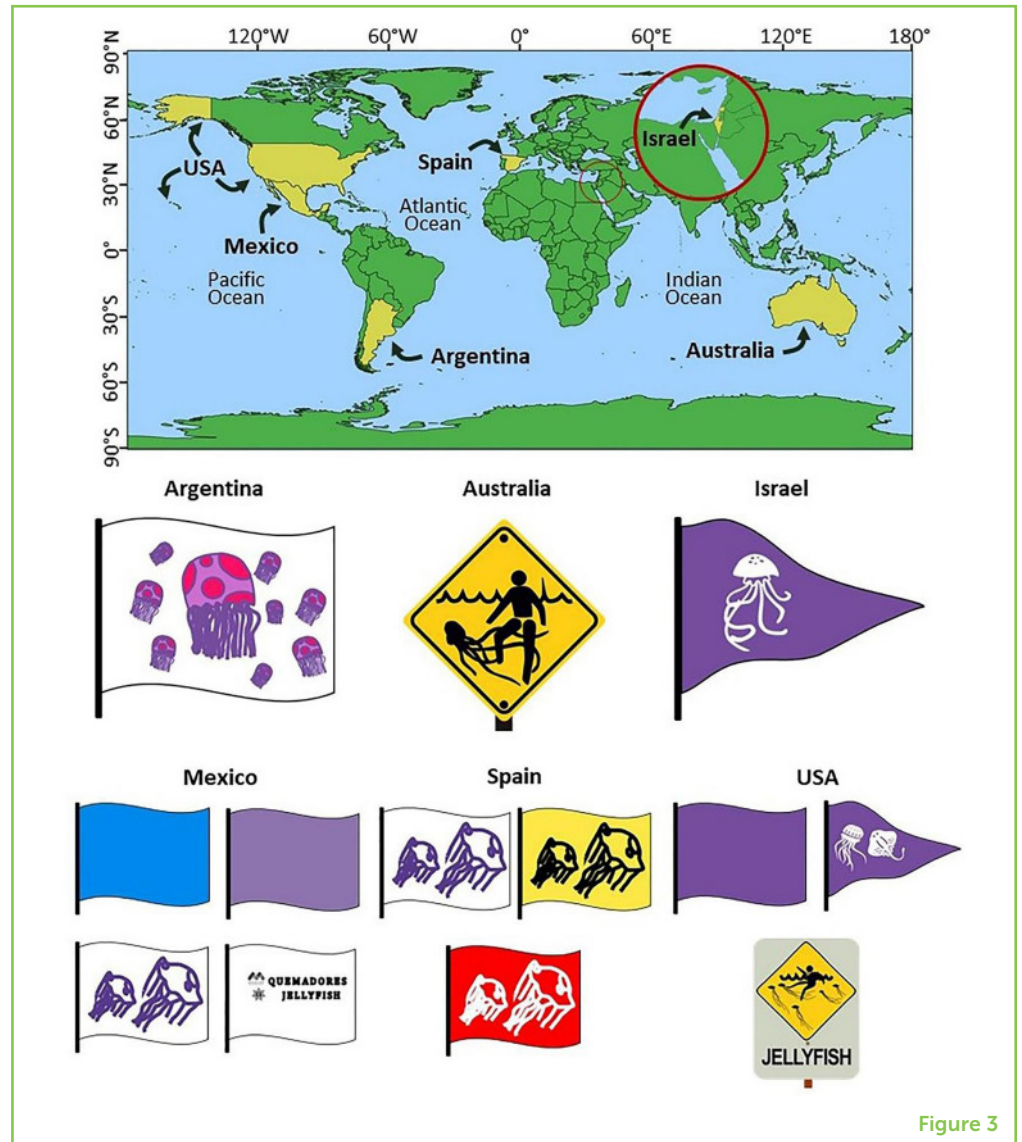 120°W 60°W 0° 60°E 120°E 180°
90°N
60°N
30°N
0°
30°S
60°S
90°S
USA
Spain
Israel
Atlantic
Ocean
Mexico
Pacific
Ocean
Indian
Ocean
Argentina
Australia
Argentina
Australia
Israel
Mexico
Spain
USA
QUEMADORES
JELLYFISH
JELLYFISH
Figure 3